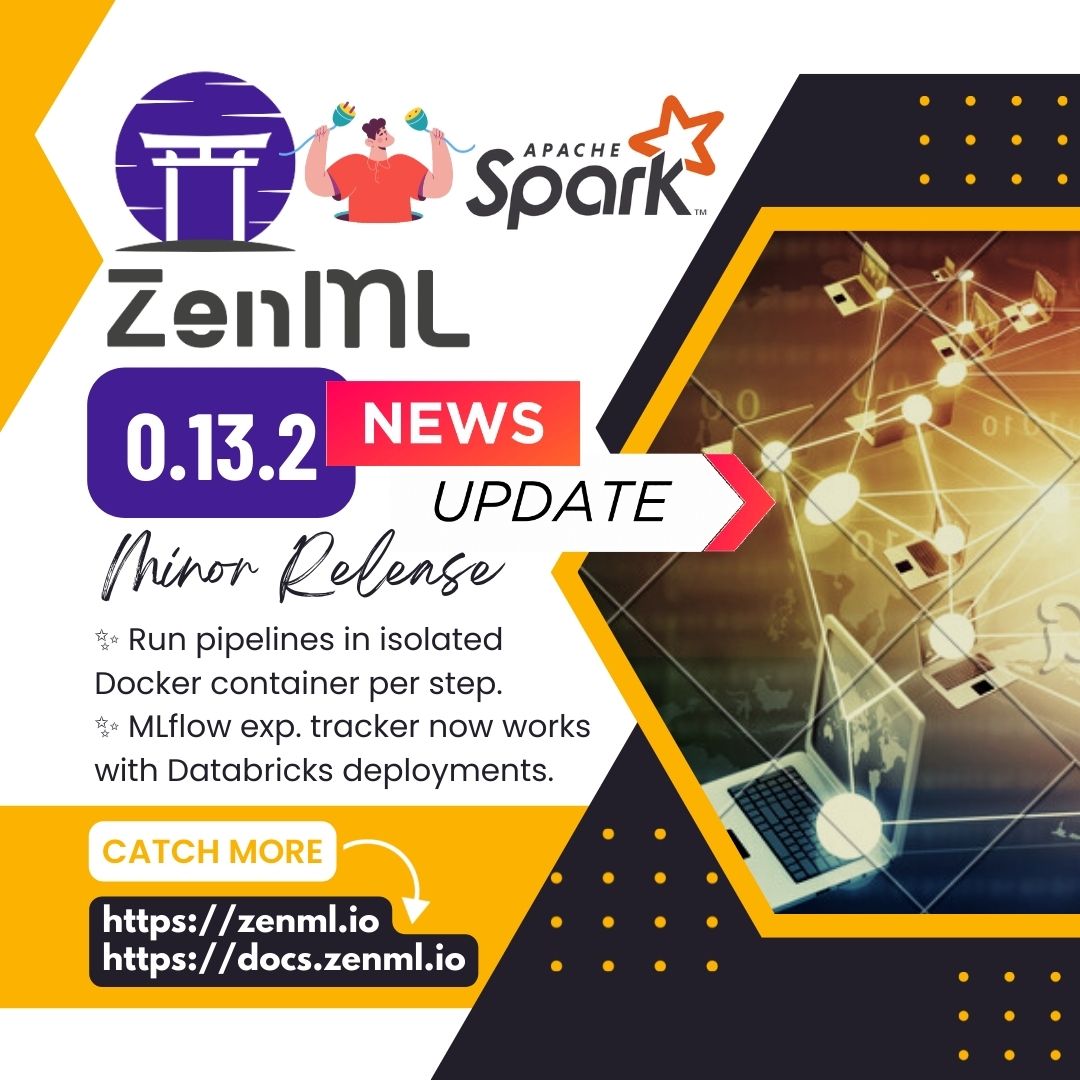 APACHE
Spark™
ZenML
0.13.2
NEWS
UPDATE
Minor Release
✨ Run pipelines in isolated
Docker container per step.
✨ MLflow exp. tracker now works
with Databricks deployments.
CATCH MORE
https://zenml.io
https://docs.zenml.io